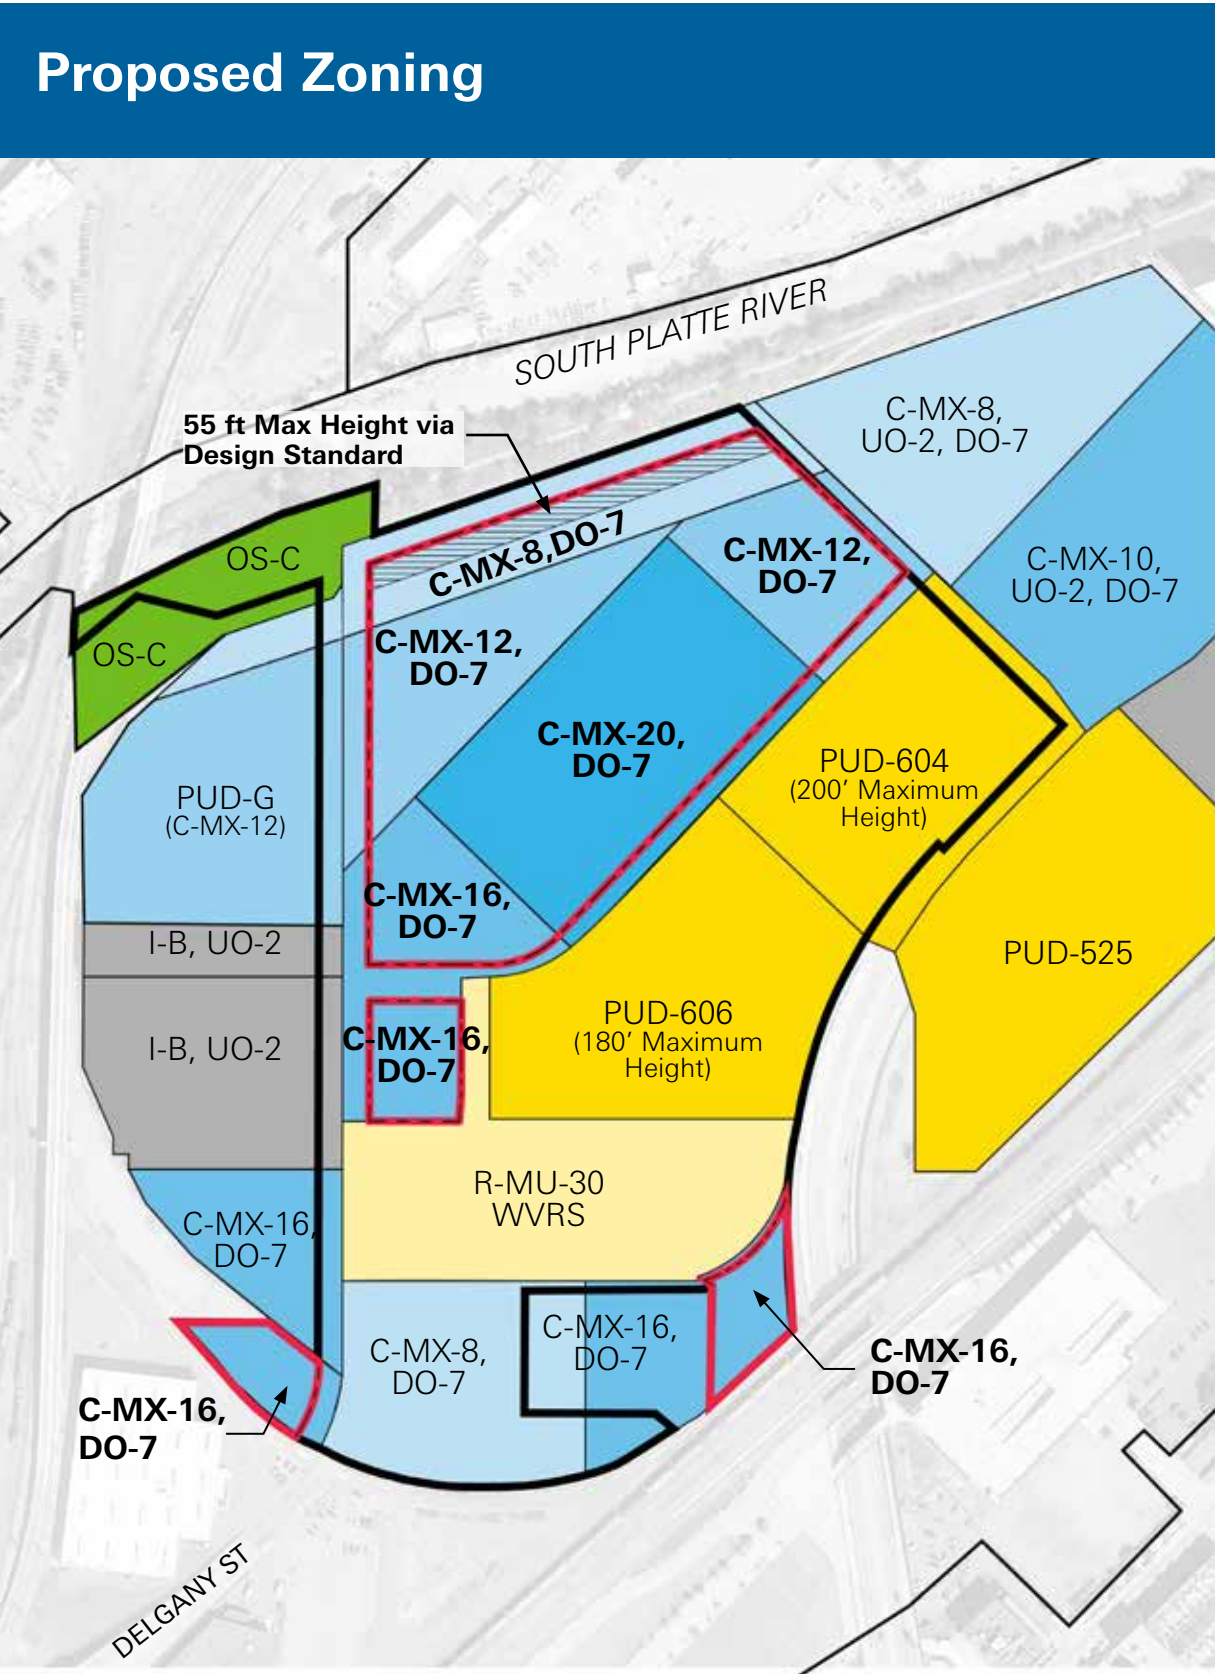 Proposed Zoning
SOUTH PLATTE RIVER
55 ft Max Height via
Design Standard
C-MX-8,
UO-2, DO-7
OS-C
C-MX-8,DO-7
C-MX-12,
DO-7
C-MX-10,
UO-2, DO-7
OS-C
C-MX-12,
DO-7
C-MX-20,
DO-7
PUD-604
(200’ Maximum
Height)
PUD-G
(C-MX-12)
C-MX-16,
DO-7
I-B, UO-2
PUD-525
PUD-606
(180’ Maximum
Height)
I-B, UO-2
C-MX-16,
DO-7
R-MU-30
WVRS
C-MX-16,
DO-7
C-MX-8,
DO-7
C-MX-16,
DO-7
C-MX-16,
DO-7
C-MX-16,
DO-7
DELGANY ST